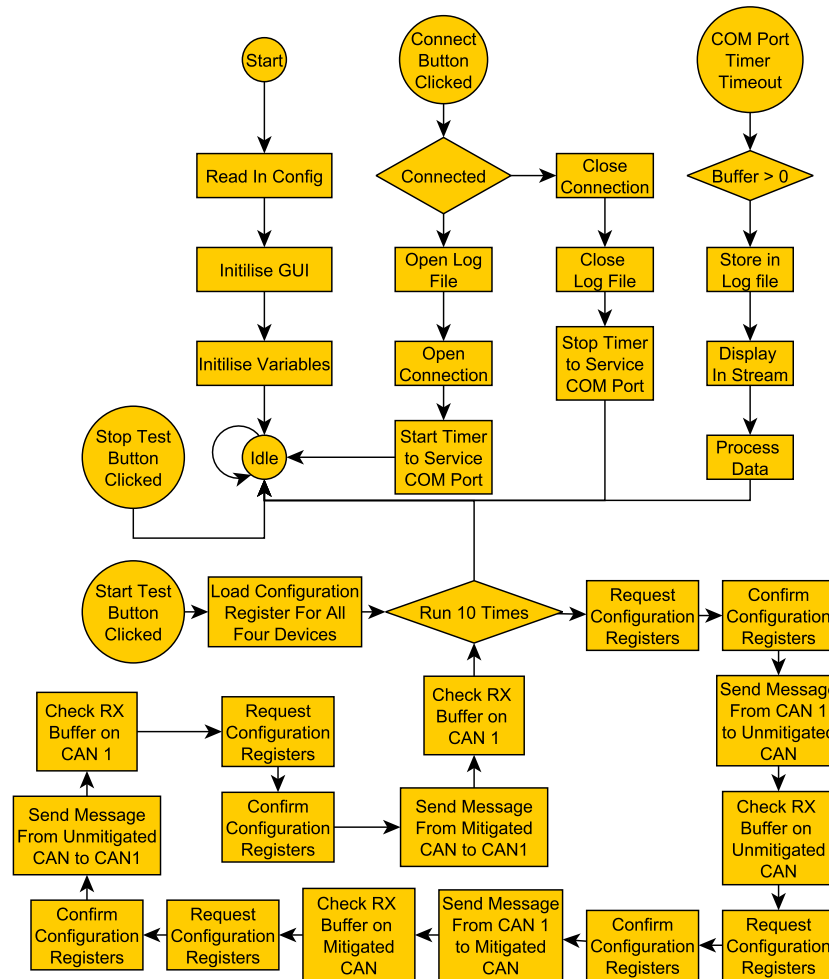 Start
Connect
Button
Clicked
COM Port
Timer
Timeout
Read In Config
Connected
Close
Connection
Buffer > 0
Initilise GUI
Open Log
File
Close
Log File
Store in
Log file
Initilise Variables
Open
Connection
Stop Timer
to Service
COM Port
Display
In Stream
Stop Test
Button
Clicked
Idle
Start Timer
to Service
COM Port
Process
Data
Start Test
Button
Clicked
Load Configuration
Register For All
Four Devices
Run 10 Times
Request
Configuration
Registers
Confirm
Configuration
Registers
Check RX
Buffer on
CAN 1
Request
Configuration
Registers
Check RX
Buffer on
CAN 1
Send Message
From CAN 1
to Unmitigated
CAN
Send Message
From Unmitigated
CAN to CAN1
Confirm
Configuration
Registers
Send Message
From Mitigated
CAN to CAN1
Check RX
Buffer on
Unmitigated
CAN
Confirm
Configuration
Registers
Request
Configuration
Registers
Check RX
Buffer on
Mitigated
CAN
Send Message
From CAN 1
to Mitigated
CAN
Confirm
Configuration
Registers
Request
Configuration
Registers